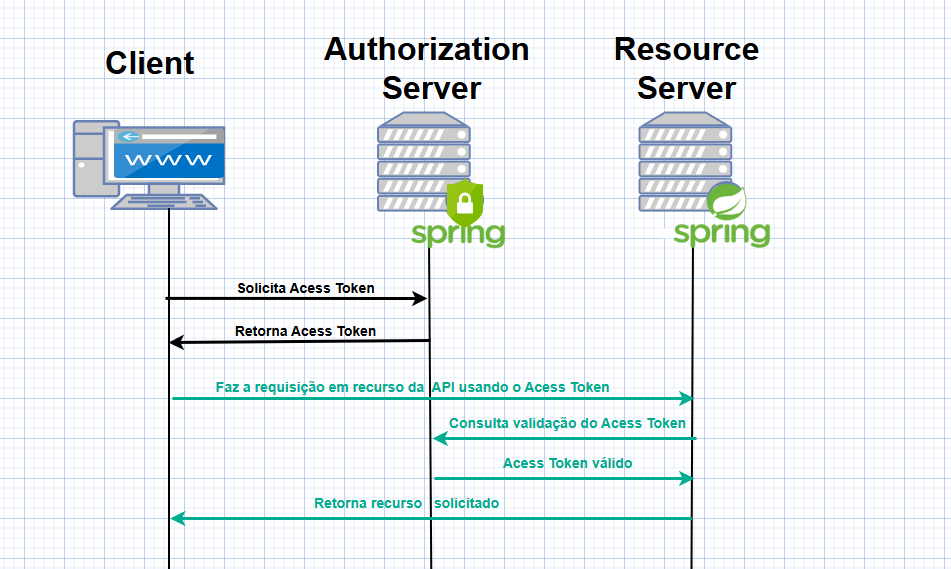 Client
Authorization
Server
Resource
Server
www
spring
spring
Solicita Acess Token
Retorna Acess Token
Faz a requisição em recurso da API usando o Acess Token
Consulta validação do Acess Token
Acess Token válido
Retorna recurso solicitado